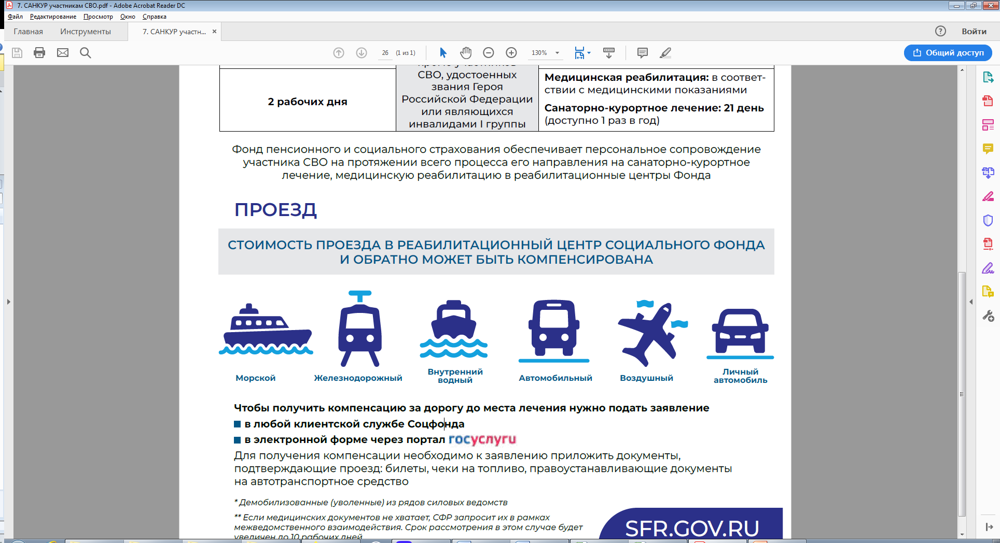 7. САНКУР участникам СВО.pdf - Adobe Acrobat Reader DC
Файл Редактирование Просмотр Окно Справка
Главная Инструменты 7. САНКУР участн... × ? Войти
26 (1 из 1) 130% Общий доступ
СВО, удостоенных
звания Героя
Российской Федерации
или являющихся
инвалидами I группы
2 рабочих дня
Медицинская реабилитация: в соответ-
ствии с медицинскими показаниями
Санаторно-курортное лечение: 21 день
(доступно 1 раз в год)
Фонд пенсионного и социального страхования обеспечивает персональное сопровождение
участника СВО на протяжении всего процесса его направления на санаторно-курортное
лечение, медицинскую реабилитацию в реабилитационные центры Фонда
ПРОЕЗД
СТОИМОСТЬ ПРОЕЗДА В РЕАБИЛИТАЦИОННЫЙ ЦЕНТР СОЦИАЛЬНОГО ФОНДА
И ОБРАТНО МОЖЕТ БЫТЬ КОМПЕНСИРОВАНА
Морской
Железнодорожный
Внутренний
водный
Автомобильный
Воздушный
Личный
автомобиль
Чтобы получить компенсацию за дорогу до места лечения нужно подать заявление
в любой клиентской службе Соцфонда
в электронной форме через портал госуслуги
Для получения компенсации необходимо к заявлению приложить документы,
подтверждающие проезд: билеты, чеки на топливо, правоустанавливающие документы
на автотранспортное средство
* Демобилизованные (уволенные) из рядов силовых ведомств
** Если медицинских документов не хватает, СФР запросит их в рамках
межведомственного взаимодействия. Срок рассмотрения в этом случае будет
увеличен до 10 рабочих дней
SFR.GOV.RU